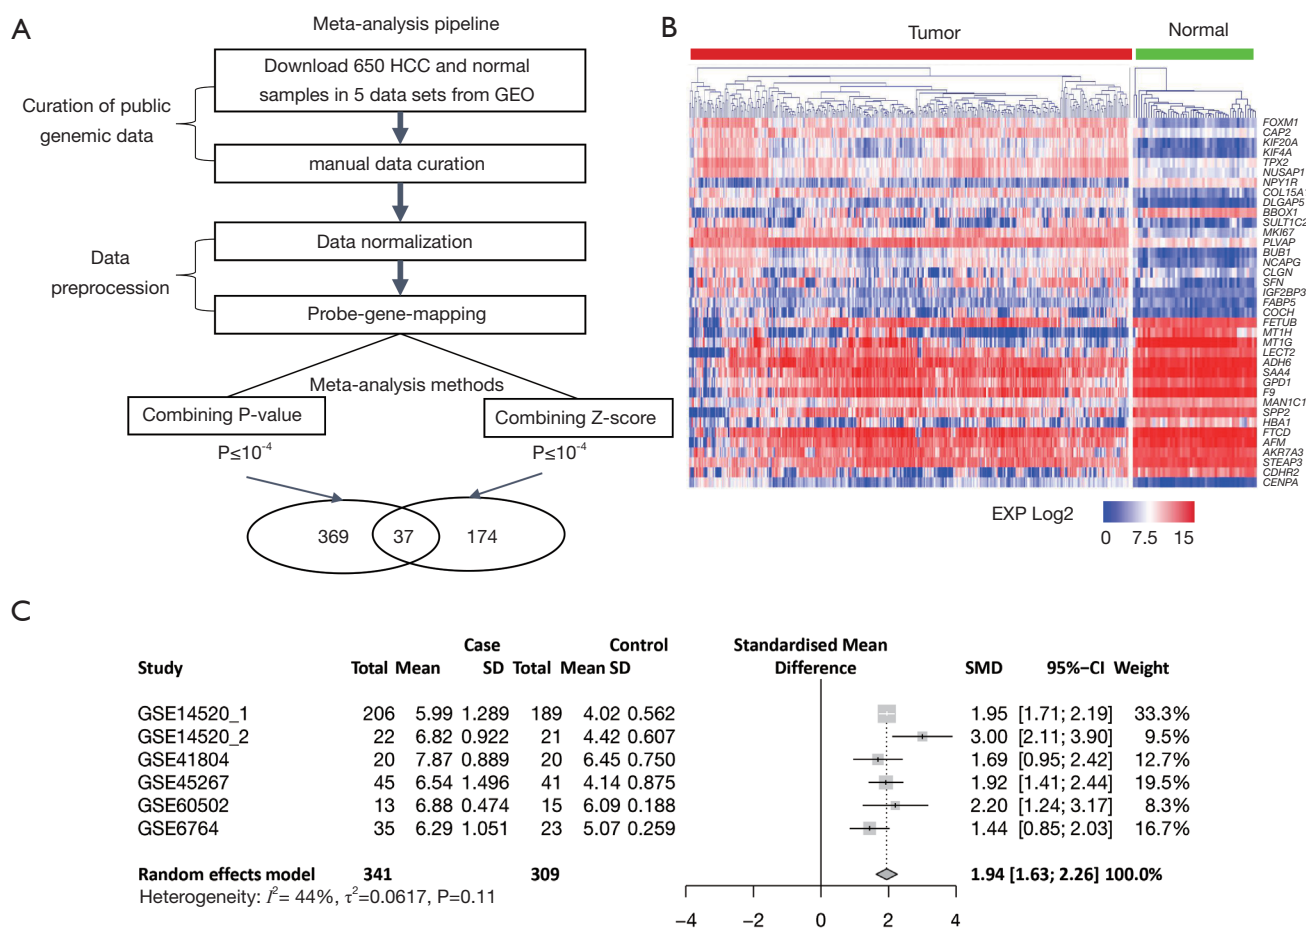 A
Meta-analysis pipeline
Download 650 HCC and normal
samples in 5 data sets from GEO
Curation of public
genemic data
manual data curation
Data normalization
Data
preprocession
Probe-gene-mapping
Meta-analysis methods
Combining P-value
Combining Z-score
P≤10⁻⁴
P≤10⁻⁴
369
37
174
B
Tumor
Normal
FOXM1
CAP2
KIF20A
KIF4A
TPX2
NUSAP1
NPY1R
COL15A
DLGAP5
BBOX1
SULT1C2
MKI67
PLVAP
BUB1
NCAPG
CLGN
SFN
IGF2BP3
FABP5
COCH
FETUB
MT1H
MT1G
LECT2
ADH6
SAA4
GPD1
F9
MAN1C1
SPP2
HBA1
FTCD
AFM
AKR7A3
STEAP3
CDHR2
CENPA
EXP Log2
0 7.5 15
C
Case Control Standardised Mean
Study Total Mean SD Total Mean SD Difference SMD 95%−CI Weight
GSE14520_1 206 5.99 1.289 189 4.02 0.562 1.95 [1.71; 2.19] 33.3%
GSE14520_2 22 6.82 0.922 21 4.42 0.607 3.00 [2.11; 3.90] 9.5%
GSE41804 20 7.87 0.889 20 6.45 0.750 1.69 [0.95; 2.42] 12.7%
GSE45267 45 6.54 1.496 41 4.14 0.875 1.92 [1.41; 2.44] 19.5%
GSE60502 13 6.88 0.474 15 6.09 0.188 2.20 [1.24; 3.17] 8.3%
GSE6764 35 6.29 1.051 23 5.07 0.259 1.44 [0.85; 2.03] 16.7%
Random effects model 341 309 1.94 [1.63; 2.26] 100.0%
Heterogeneity: I²= 44%, τ²=0.0617, P=0.11
−4 −2 0 2 4